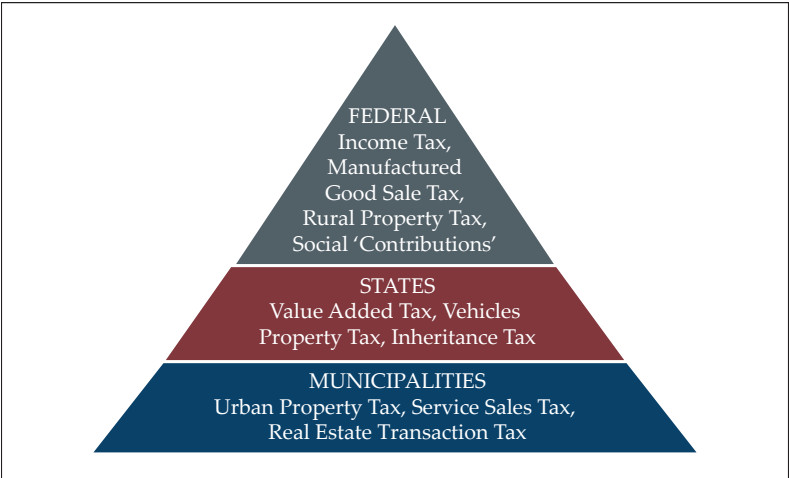 FEDERAL
Income Tax,
Manufactured
Good Sale Tax,
Rural Property Tax,
Social ‘Contributions’
STATES
Value Added Tax, Vehicles
Property Tax, Inheritance Tax
MUNICIPALITIES
Urban Property Tax, Service Sales Tax,
Real Estate Transaction Tax